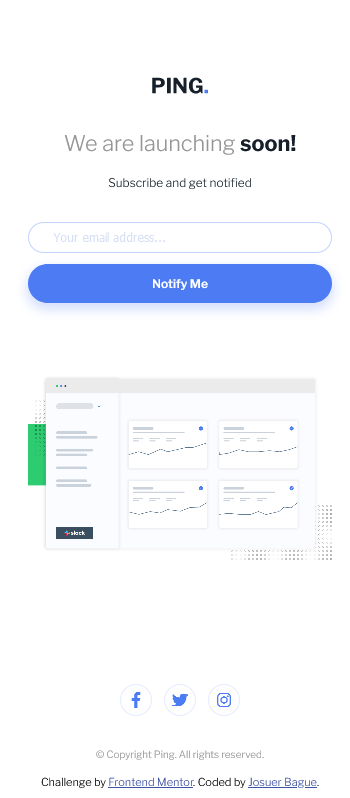 PING.
We are launching soon!
Subscribe and get notified
Your email address...
Notify Me
slack
© Copyright Ping. All rights reserved.
Challenge by Frontend Mentor. Coded by Josuer Bague.